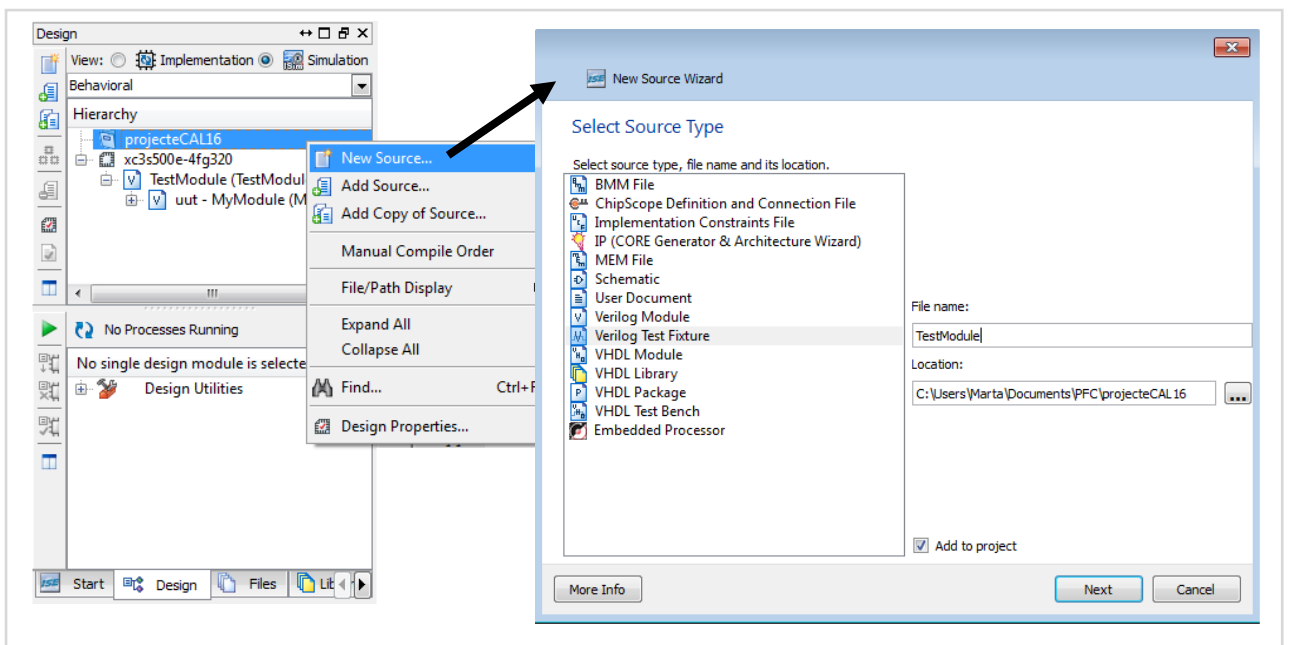 Design
View: Implementation Simulation
Behavioral
Hierarchy
projecteCAL16
xc3s500e-4fg320
TestModule (TestModul
uut - MyModule (M
No Processes Running
No single design module is selecte
Design Utilities
Start Design Files Lib
New Source...
Add Source...
Add Copy of Source...
Manual Compile Order
File/Path Display
Expand All
Collapse All
Find... Ctrl+F
Design Properties...
ISE New Source Wizard
Select Source Type
Select source type, file name and its location.
BMM File
ChipScope Definition and Connection File
Implementation Constraints File
IP (CORE Generator & Architecture Wizard)
MEM File
Schematic
User Document
Verilog Module
Verilog Test Fixture
VHDL Module
VHDL Library
VHDL Package
VHDL Test Bench
Embedded Processor
File name:
TestModule
Location:
C:\Users\Marta\Documents\PFC\projecteCAL16
...
Add to project
More Info
Next
Cancel